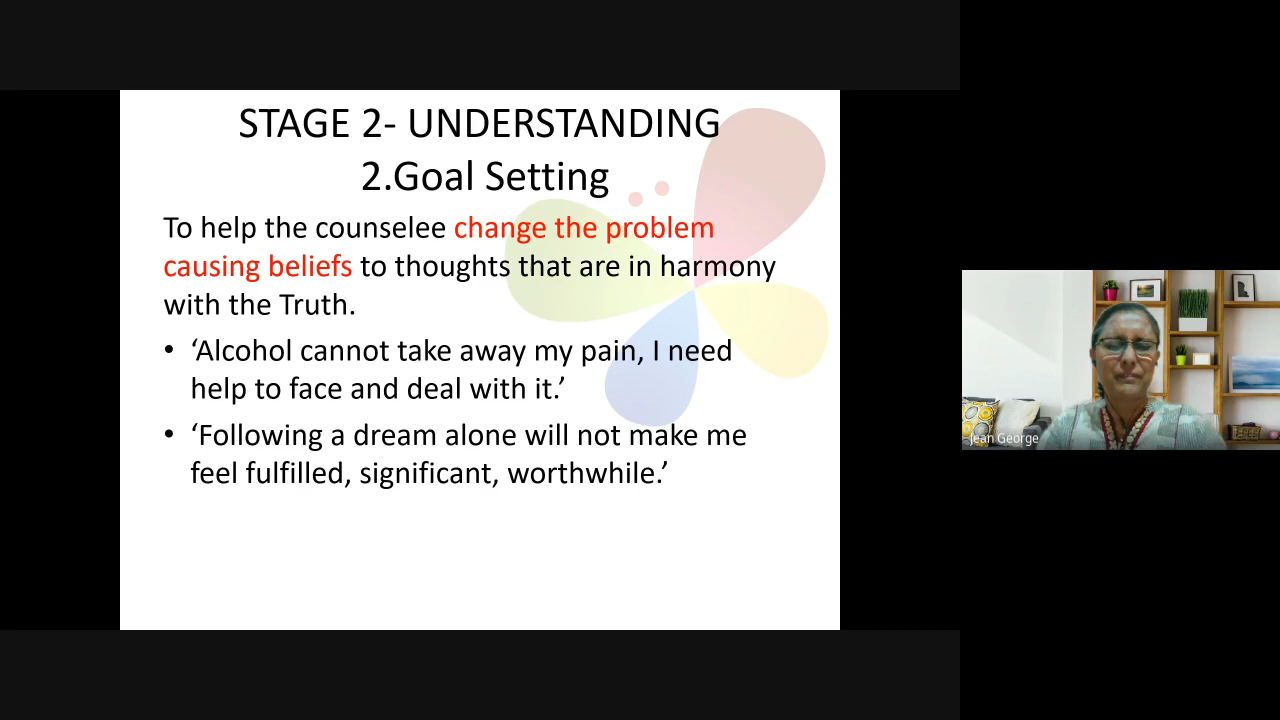 STAGE 2- UNDERSTANDING
2.Goal Setting
To help the counselee change the problem
causing beliefs to thoughts that are in harmony
with the Truth.
• ‘Alcohol cannot take away my pain, I need
help to face and deal with it.’
• ‘Following a dream alone will not make me
feel fulfilled, significant, worthwhile.’
Jean George